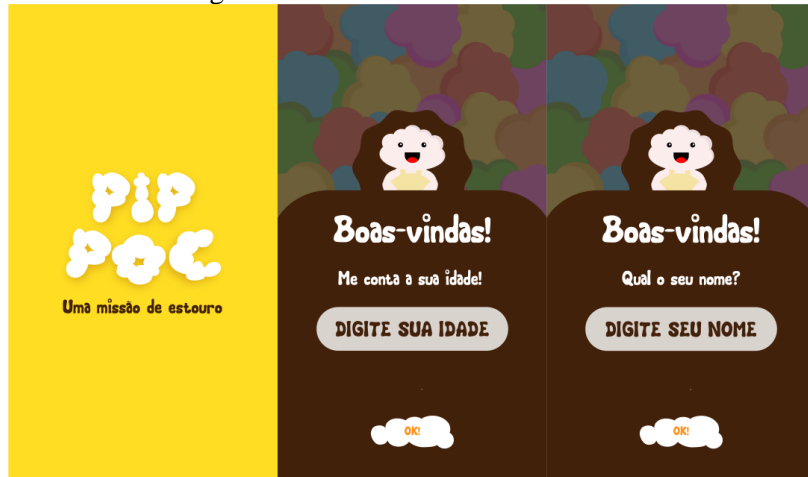 PIP
POC
Uma missão de estouro
Boas-vindas!
Me conta a sua idade!
DIGITE SUA IDADE
OK!
Boas-vindas!
Qual o seu nome?
DIGITE SEU NOME
OK!